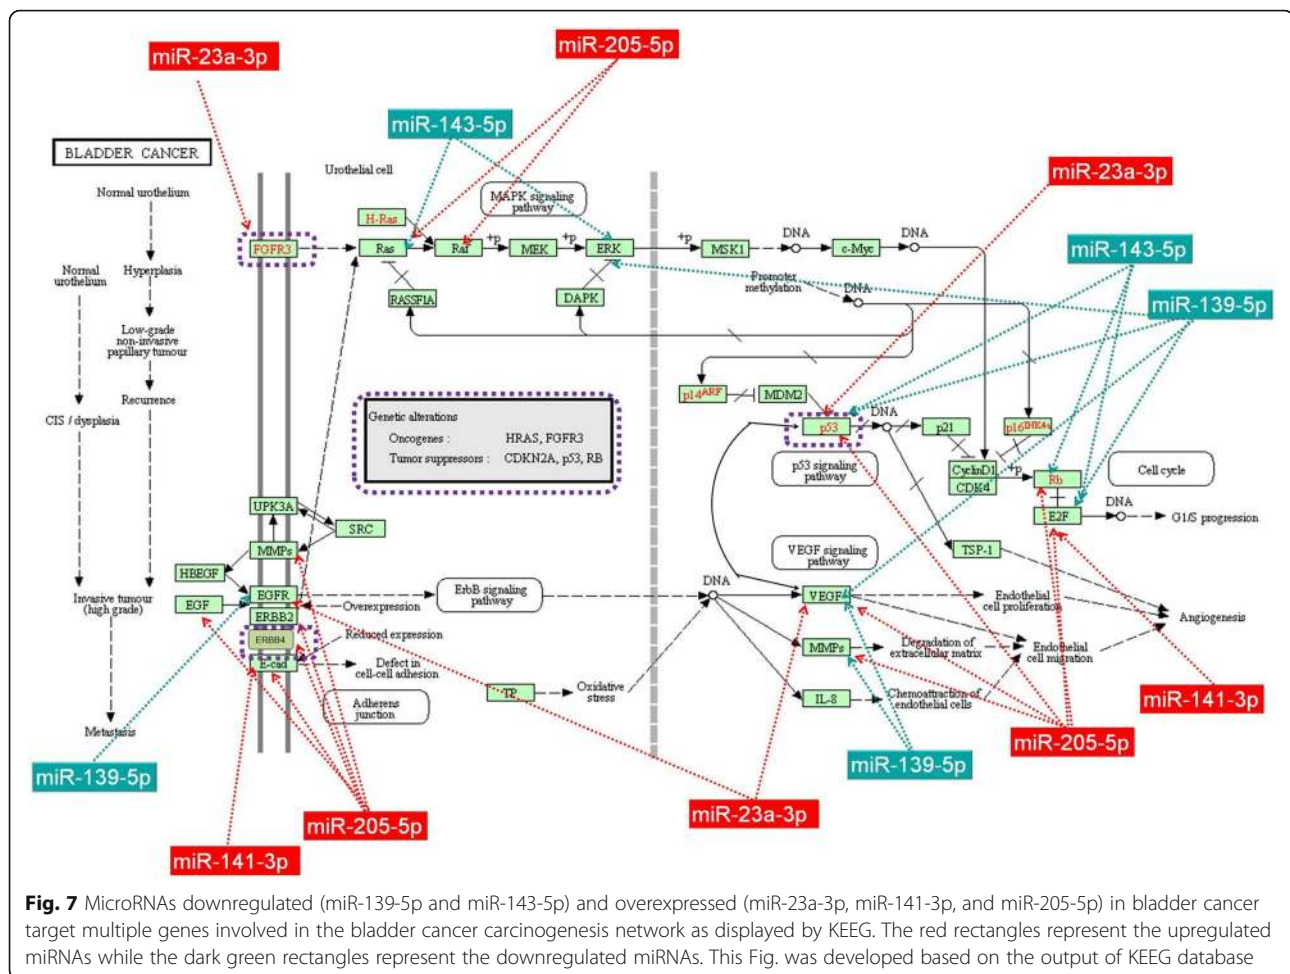 miR-205-5p
miR-23a-3p
miR-143-5p
BLADDER CANCER
Urothelial cell
miR-23a-3p
Normal urothelium
MAPK signaling
pathway
H-Ras
FGFR3
Ras
Raf
+p
MEK
+p
ERK
+p
MSK1
DNA
c-Myc
DNA
miR-143-5p
Normal
urothelium
Hyperplasia
Promoter
methylation
DNA
RASSF1A
DAPK
miR-139-5p
Low-grade
non-invasive
papillary tumour
Recurrence
CIS / dysplasia
p14ARF
MDM2
Genetic alterations
Oncogenes : HRAS, FGFR3
Tumor suppressors : CDKN2A, p53, RB
p53
DNA
p21
p16INK4a
p53 signaling
pathway
CyclinD1
CDK4
+p
Rb
Cell cycle
E2F
DNA
G1/S progression
UPK3A
SRC
MMPs
HBEGF
VEGF signaling
pathway
TSP-1
Invasive tumour
(high grade)
EGF
EGFR
ERBB2
Overexpression
ErbB signaling
pathway
DNA
VEGF
Endothelial
cell proliferation
Angiogenesis
ERBB4
Reduced expression
E-cad
Defect in
cell-cell adhesion
MMPs
Degradation of
extracellular matrix
Endothelial
cell migration
Adherens
junction
TP
Oxidative
stress
IL-8
Chemoattraction of
endothelial cells
miR-141-3p
Metastasis
miR-205-5p
miR-139-5p
miR-139-5p
miR-23a-3p
miR-205-5p
miR-141-3p
Fig. 7 MicroRNAs downregulated (miR-139-5p and miR-143-5p) and overexpressed (miR-23a-3p, miR-141-3p, and miR-205-5p) in bladder cancer
target multiple genes involved in the bladder cancer carcinogenesis network as displayed by KEEG. The red rectangles represent the upregulated
miRNAs while the dark green rectangles represent the downregulated miRNAs. This Fig. was developed based on the output of KEEG database